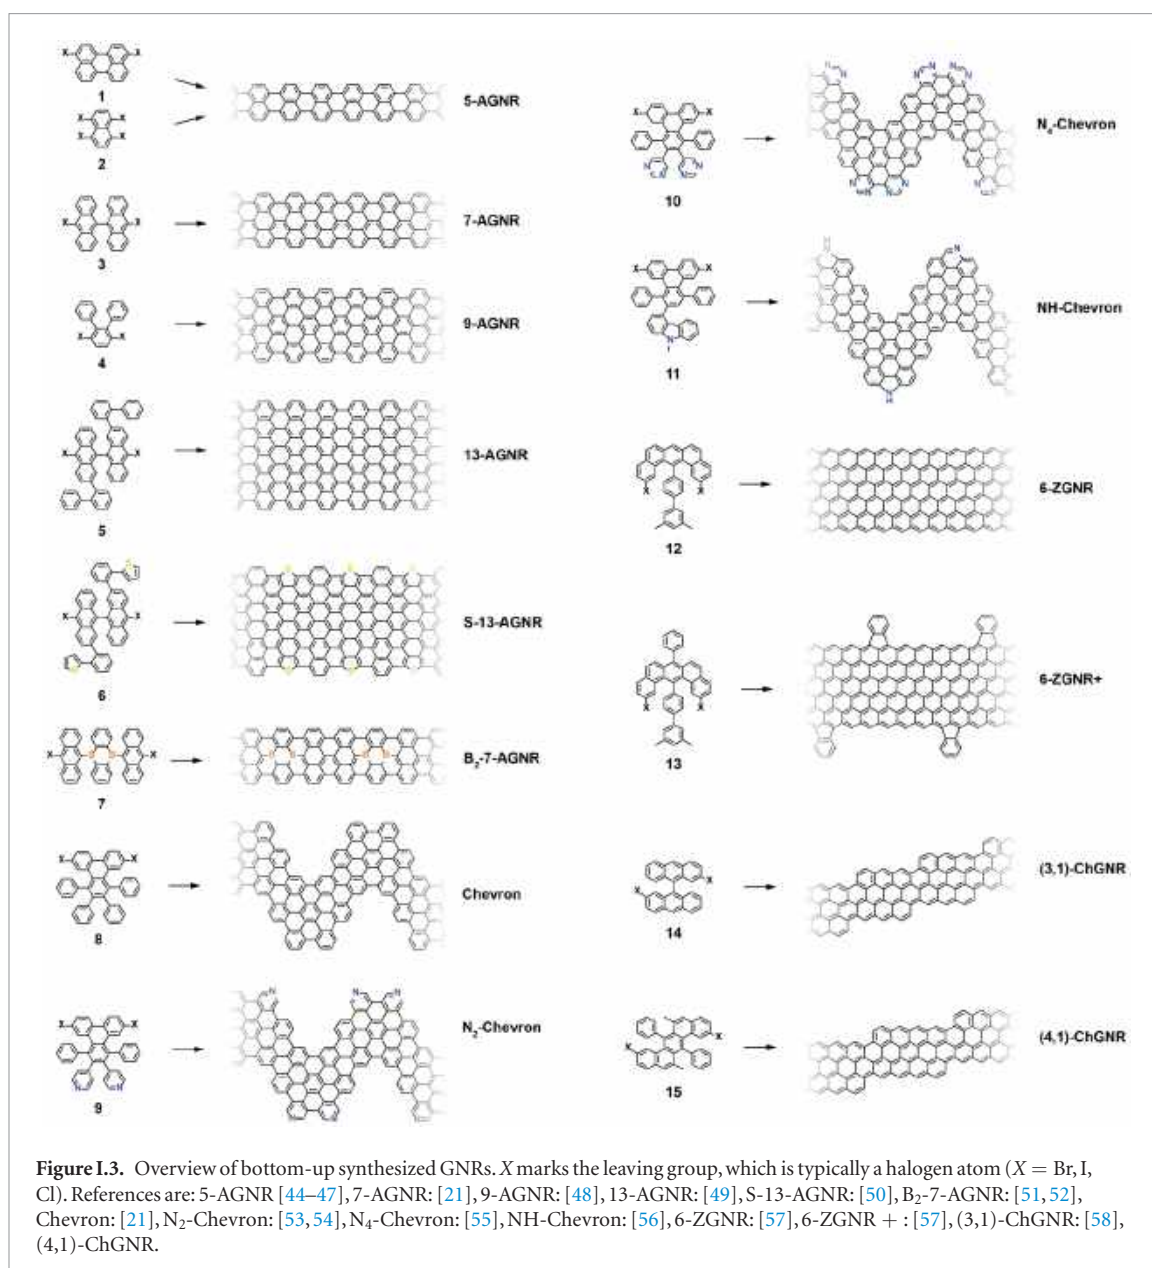 X
X
1
X
X
X
X
2
5-AGNR
X
X
3
7-AGNR
X
X
4
9-AGNR
X
X
5
13-AGNR
S
X
X
S
6
S
S
S
S
S-13-AGNR
X
B
B
X
7
B
B
B
B
B₂-7-AGNR
X
X
8
Chevron
X
X
N
N
9
N
N
N
N₂-Chevron
X
X
N
N
N
N
10
N
N
N
N
N
N
N
N
N₄-Chevron
X
X
N
11
H
N
N
N
H
NH-Chevron
X
X
12
6-ZGNR
X
X
13
6-ZGNR+
X
X
14
(3,1)-ChGNR
X
X
15
(4,1)-ChGNR
Figure I.3. Overview of bottom-up synthesized GNRs. X marks the leaving group, which is typically a halogen atom (X = Br, I,
Cl). References are: 5-AGNR [44–47], 7-AGNR: [21], 9-AGNR: [48], 13-AGNR: [49], S-13-AGNR: [50], B₂-7-AGNR: [51, 52],
Chevron: [21], N₂-Chevron: [53, 54], N₄-Chevron: [55], NH-Chevron: [56], 6-ZGNR: [57], 6-ZGNR + : [57], (3,1)-ChGNR: [58],
(4,1)-ChGNR.